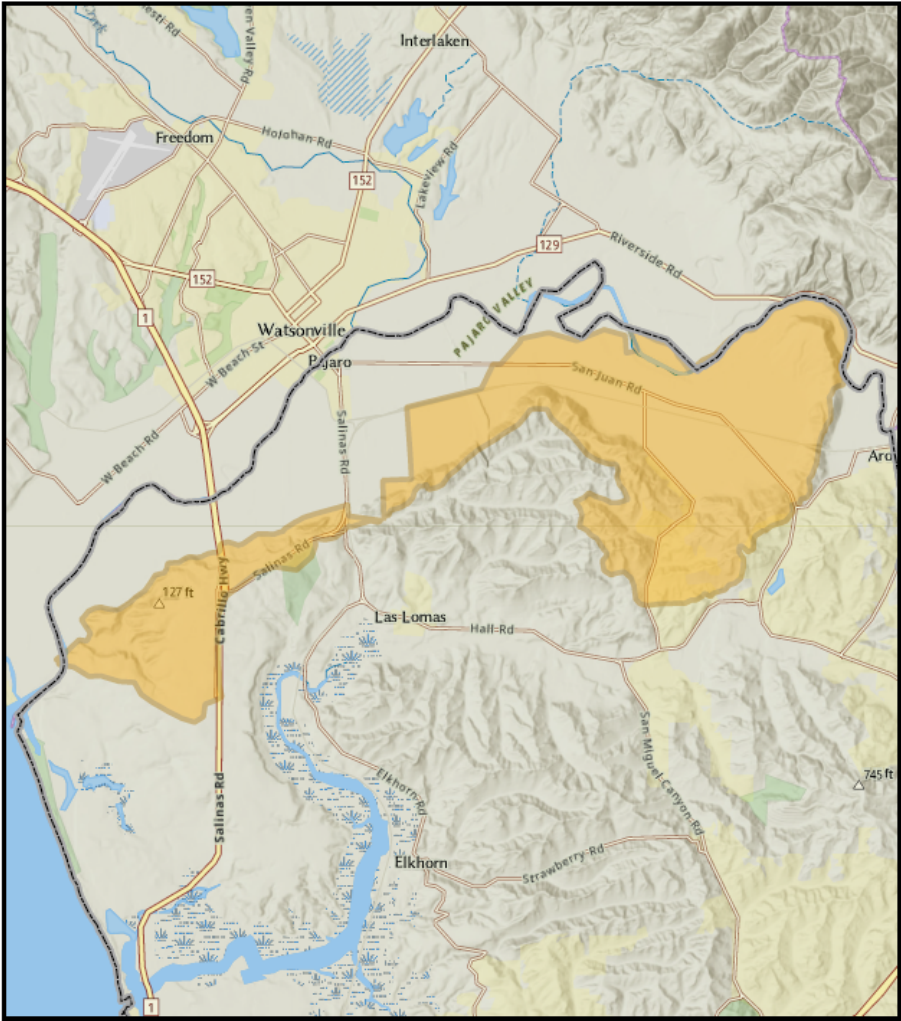 Interlaken
Freedom
Holohan Rd
152
Lakeview Rd
129
Riverside Rd
152
1
Watsonville
PAJARO VALLEY
W Beach St
Pajaro
San Juan Rd
Salinas Rd
W Beach Rd
Salinas Rd
127 ft
Cabrillo Hwy
Las Lomas
Hall Rd
San Miguel Canyon Rd
745 ft
Elkhorn Rd
Salinas Rd
Elkhorn
Strawberry Rd
1